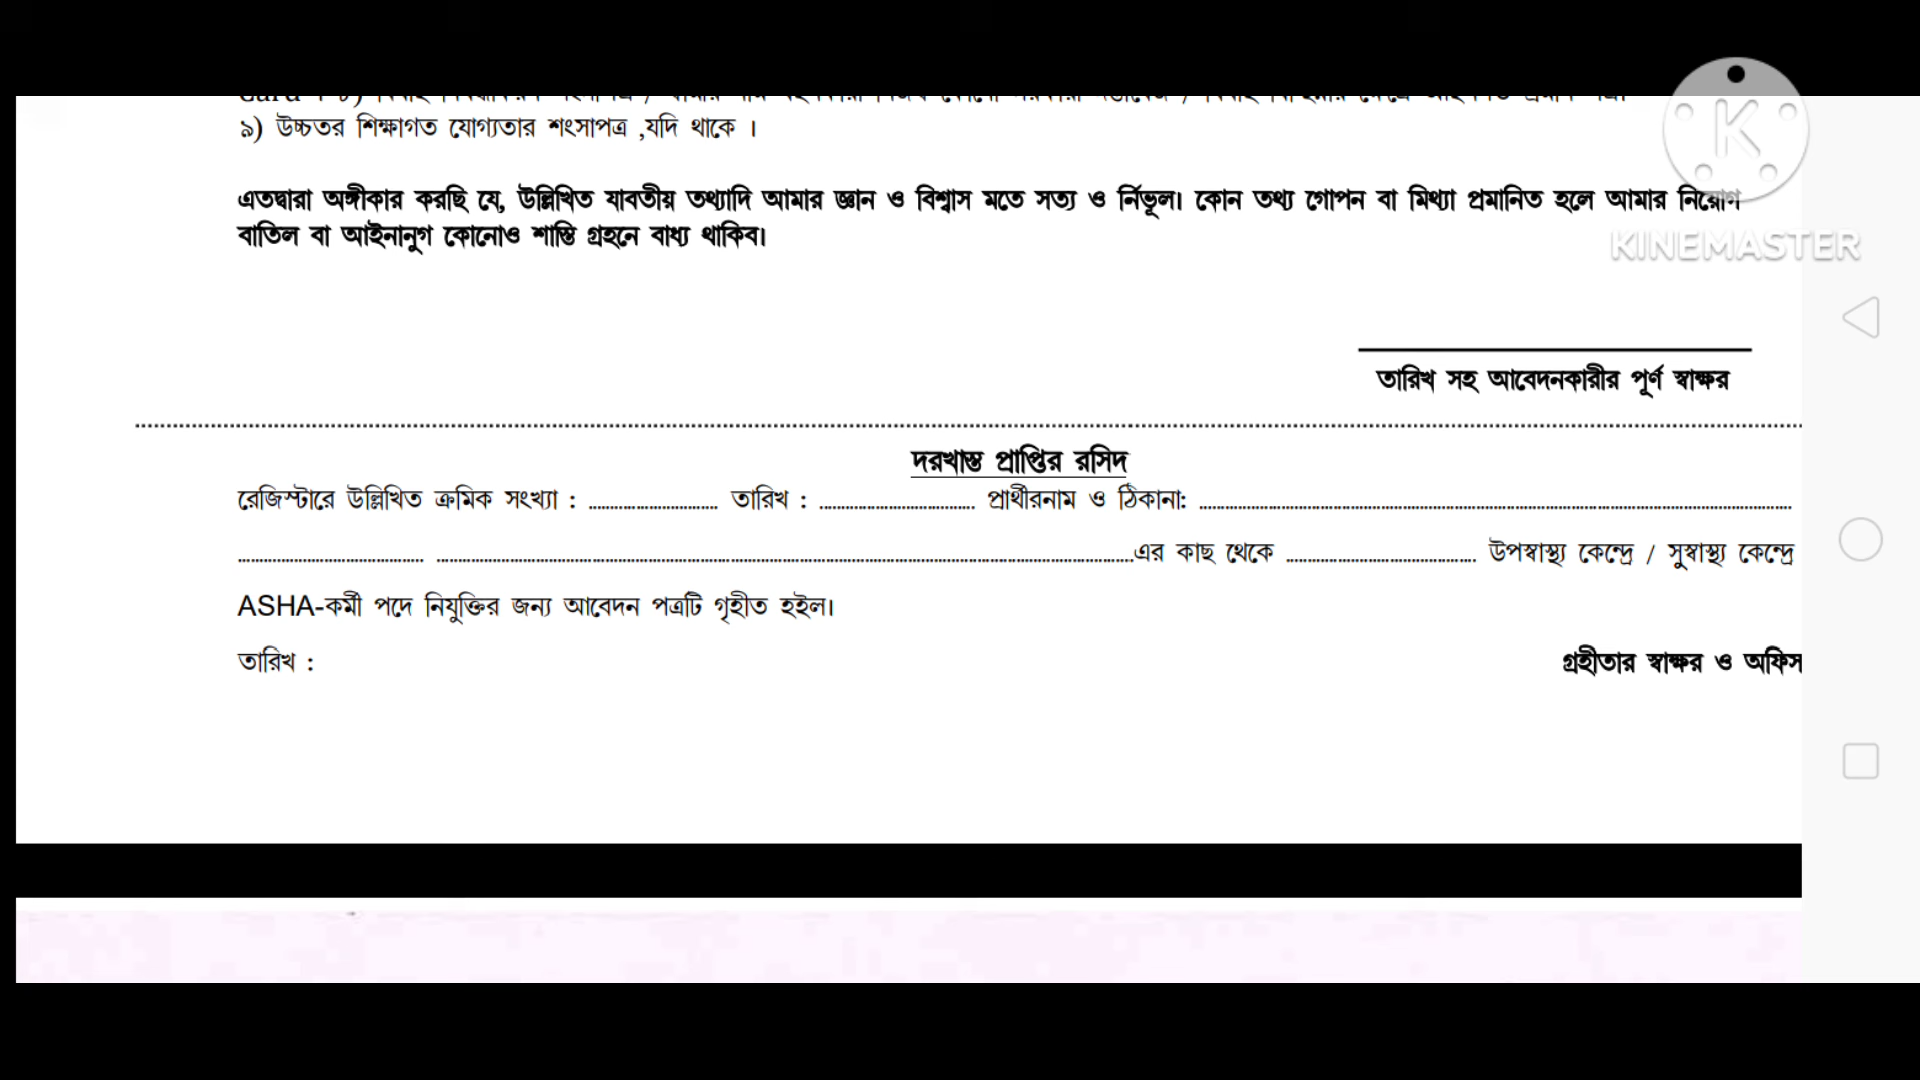 ৯) উচ্চতর শিক্ষাগত যোগ্যতার শংসাপত্র ,যদি থাকে ।
এতদ্বারা অঙ্গীকার করছি যে, উল্লিখিত যাবতীয় তথ্যাদি আমার জ্ঞান ও বিশ্বাস মতে সত্য ও র্নিভূল। কোন তথ্য গোপন বা মিথ্যা প্রমানিত হলে আমার নিয়োগ
বাতিল বা আইনানুগ কোনোও শাস্তি গ্রহনে বাধ্য থাকিব।
KINEMASTER
তারিখ সহ আবেদনকারীর পূর্ণ স্বাক্ষর
দরখাস্ত প্রাপ্তির রসিদ
রেজিস্টারে উল্লিখিত ক্রমিক সংখ্যা : .............................. তারিখ : .................................... প্রার্থীরনাম ও ঠিকানা: ..............................................................
........................................... ..............................................................এর কাছ থেকে ............................................ উপস্বাস্থ্য কেন্দ্রে / সুস্বাস্থ্য কেন্দ্রে
ASHA-কর্মী পদে নিযুক্তির জন্য আবেদন পত্রটি গৃহীত হইল।
তারিখ :
গ্রহীতার স্বাক্ষর ও অফিস